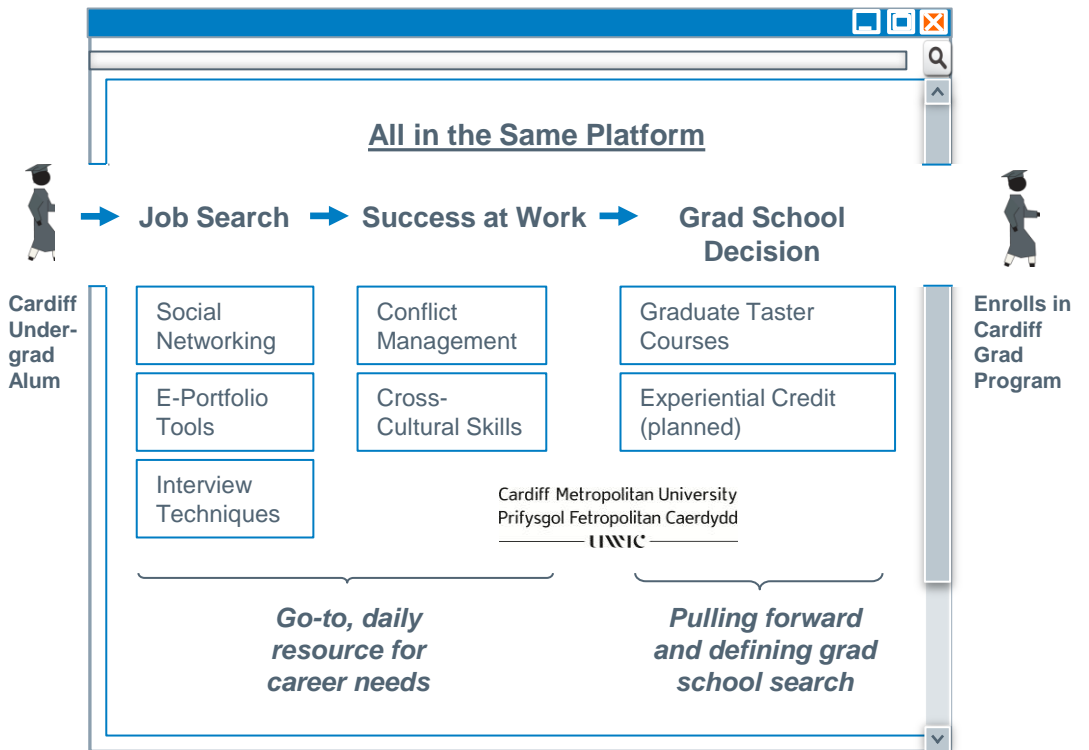 All in the Same Platform
Job Search
Success at Work
Grad School
Decision
Cardiff
Under-
grad
Alum
Social
Networking
E-Portfolio
Tools
Interview
Techniques
Conflict
Management
Cross-
Cultural Skills
Graduate Taster
Courses
Experiential Credit
(planned)
Enrolls in
Cardiff
Grad
Program
Cardiff Metropolitan University
Prifysgol Fetropolitan Caerdydd
UWIC
Go-to, daily
resource for
career needs
Pulling forward
and defining grad
school search